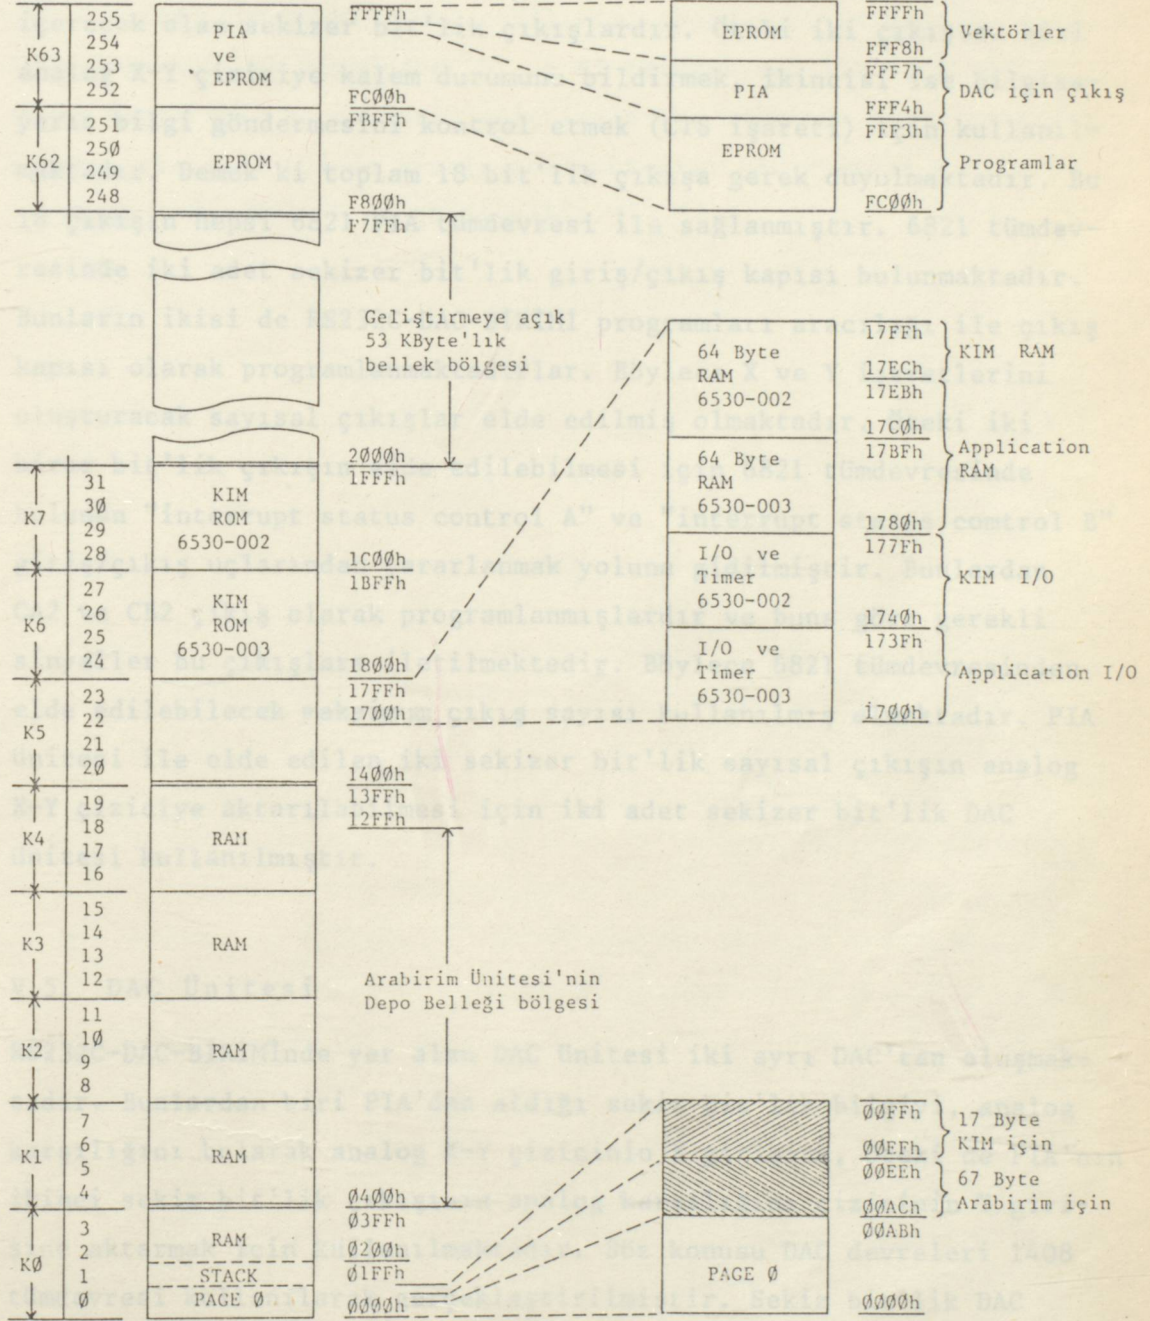 K63
255
254
253
252
PIA
ve
EPROM
FFFFh
FC00h
K62
251
250
249
248
EPROM
FBFFh
F800h
F7FFh
Geliştirmeye açık
53 KByte'lık
bellek bölgesi
2000h
K7
31
30
29
28
KIM
ROM
6530-002
1FFFh
1C00h
K6
27
26
25
24
KIM
ROM
6530-003
1BFFh
1800h
K5
23
22
21
20
17FFh
1700h
1400h
K4
19
18
17
16
RAM
13FFh
12FFh
K3
15
14
13
12
RAM
Arabirim Ünitesi'nin
Depo Belleği bölgesi
K2
11
10
9
8
RAM
K1
7
6
5
4
RAM
0400h
KØ
3
2
1
Ø
RAM
STACK
PAGE Ø
03FFh
0200h
01FFh
0000h
EPROM
FFFFh
FFF8h
Vektörler
PIA
FFF7h
FFF4h
DAC için çıkış
EPROM
FFF3h
FC00h
Programlar
64 Byte
RAM
6530-002
17FFh
17ECh
KIM RAM
17EBh
17C0h
64 Byte
RAM
6530-003
17BFh
1780h
Application
RAM
I/O ve
Timer
6530-002
177Fh
1740h
KIM I/O
I/O ve
Timer
6530-003
173Fh
1700h
Application I/O
00FFh
00EFh
17 Byte
KIM için
00EEh
00ACh
67 Byte
Arabirim için
PAGE Ø
00ABh
0000h